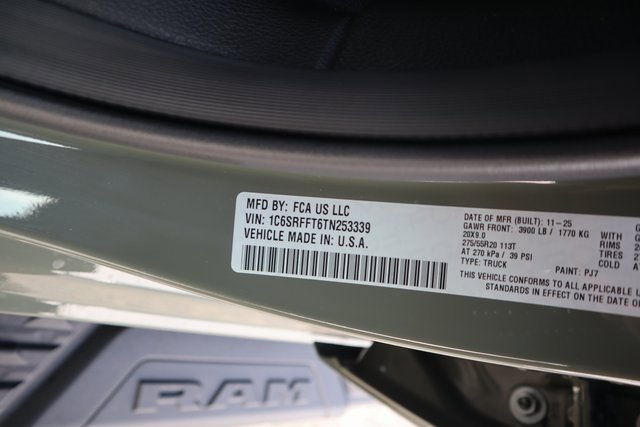 MFD BY: FCA US LLC
VIN: 1C6SRFFT6TN253339
VEHICLE MADE IN: U.S.A.
DATE OF MFR (BUILT): 11-25
GAWR FRONT: 3900 LB / 1770 KG
20X9.0
275/55R20 113T
AT 270 kPa / 39 PSI
TYPE: TRUCK PAINT: PJ7
THIS VEHICLE CONFORMS TO ALL APPLICABLE
STANDARDS IN EFFECT ON THE DATE OF
RIMS
TIRES
COLD
RAM